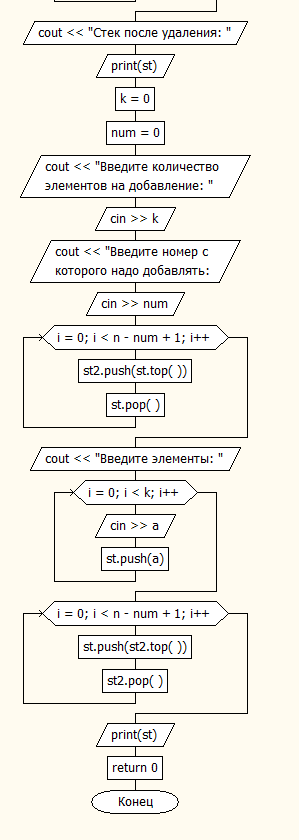 cout << "Стек после удаления: "
print(st)
k = 0
num = 0
cout << "Введите количество
элементов на добавление: "
cin >> k
cout << "Введите номер с
которого надо добавлять:
cin >> num
i = 0; i < n - num + 1; i++
st2.push(st.top( ))
st.pop( )
cout << "Введите элементы: "
i = 0; i < k; i++
cin >> a
st.push(a)
i = 0; i < n - num + 1; i++
st.push(st2.top( ))
st2.pop( )
print(st)
return 0
Конец